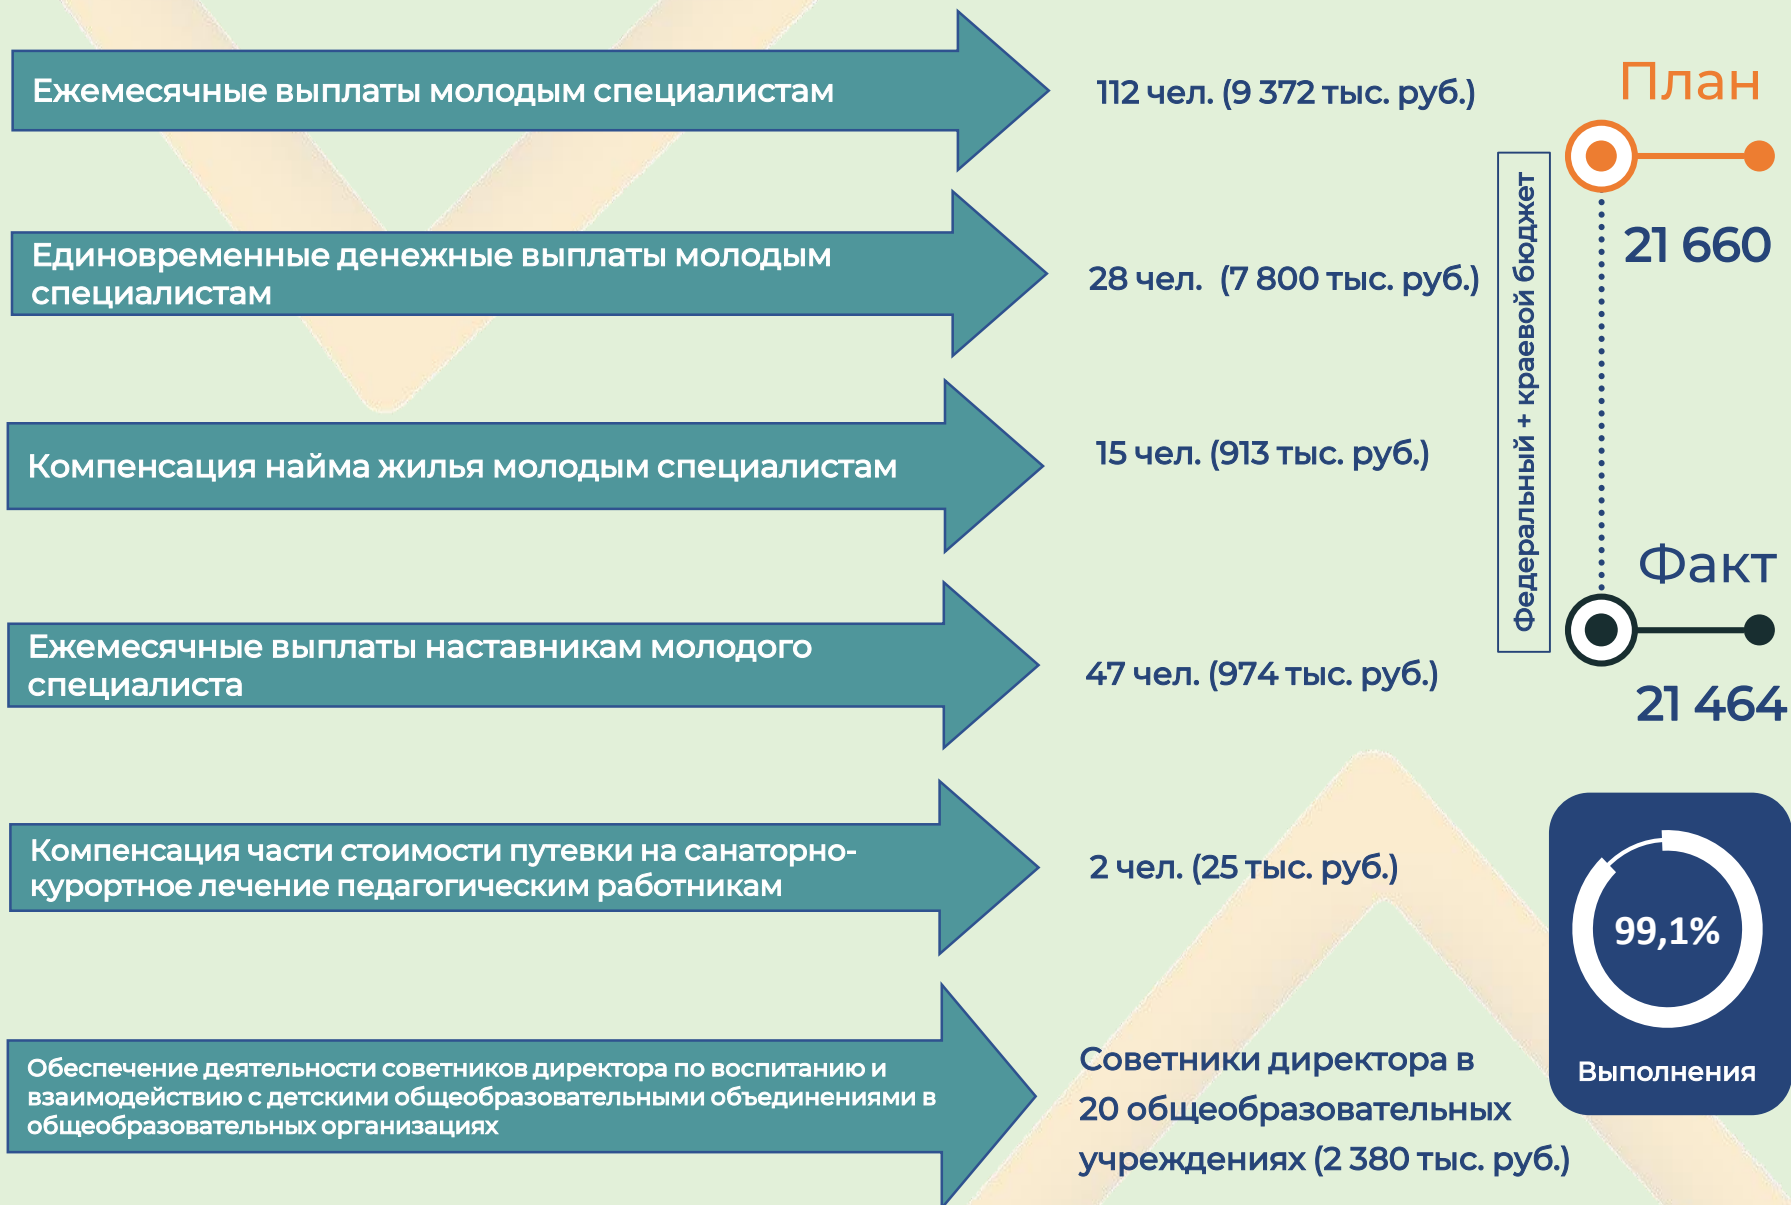 Ежемесячные выплаты молодым специалистам
112 чел. (9 372 тыс. руб.)
Единовременные денежные выплаты молодым
специалистам
28 чел.  (7 800 тыс. руб.)
Компенсация найма жилья молодым специалистам
15 чел. (913 тыс. руб.)
Ежемесячные выплаты наставникам молодого
специалиста
47 чел. (974 тыс. руб.)
Компенсация части стоимости путевки на санаторно-
курортное лечение педагогическим работникам
2 чел. (25 тыс. руб.)
Обеспечение деятельности советников директора по воспитанию и
взаимодействию с детскими общеобразовательными объединениями в
общеобразовательных организациях
Советники директора в
20 общеобразовательных
учреждениях (2 380 тыс. руб.)
Федеральный + краевой бюджет
План
21 660
Факт
21 464
99,1%
Выполнения